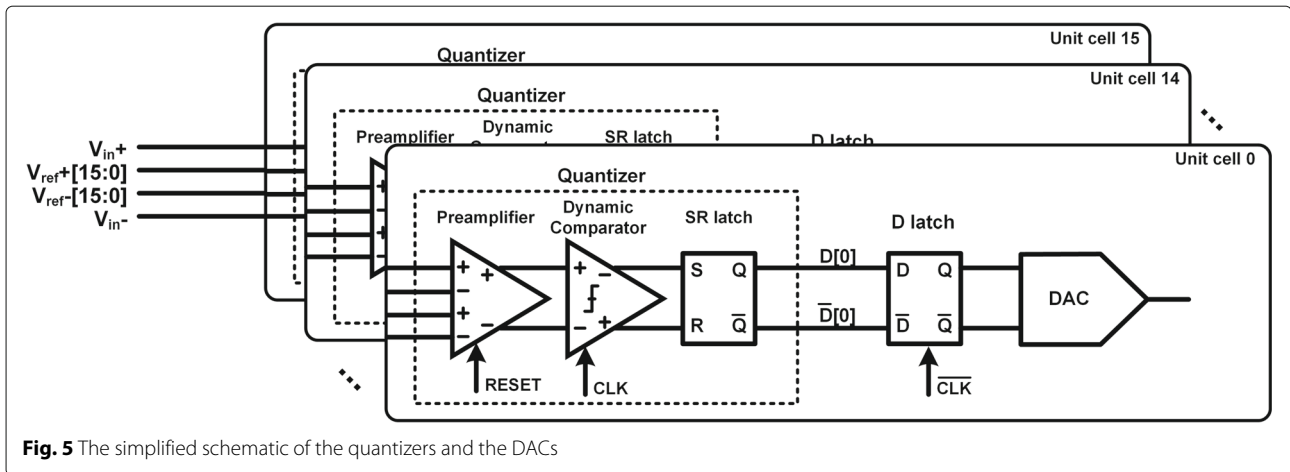 Unit cell 15
Quantizer
Unit cell 14
Quantizer
Preamplifier
Dynamic
SR latch
D latch
Unit cell 0
Quantizer
Preamplifier
Dynamic
Comparator
SR latch
D latch
Vin+
Vref+[15:0]
Vref-[15:0]
Vin-
+
-
+
-
+
-
+
-
+
-
+
-
-
+
S Q
R Q̅
D[0]
D̅[0]
D Q
D̅ Q̅
DAC
RESET
CLK
C̅L̅K̅
Fig. 5 The simplified schematic of the quantizers and the DACs